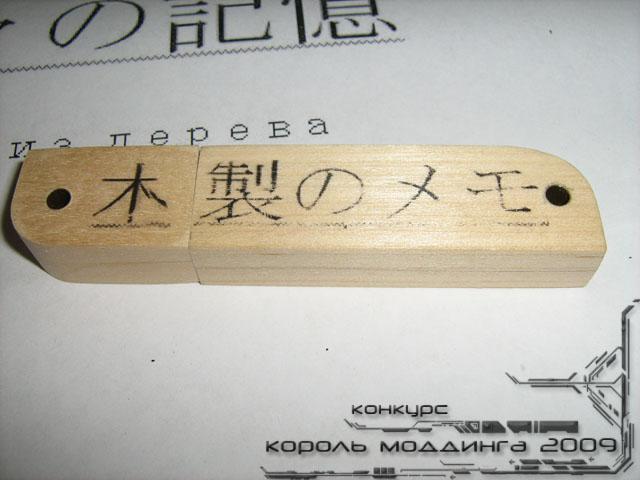 の記憶
из дерева
木製のメモ
конкурс
король моддинга 2009